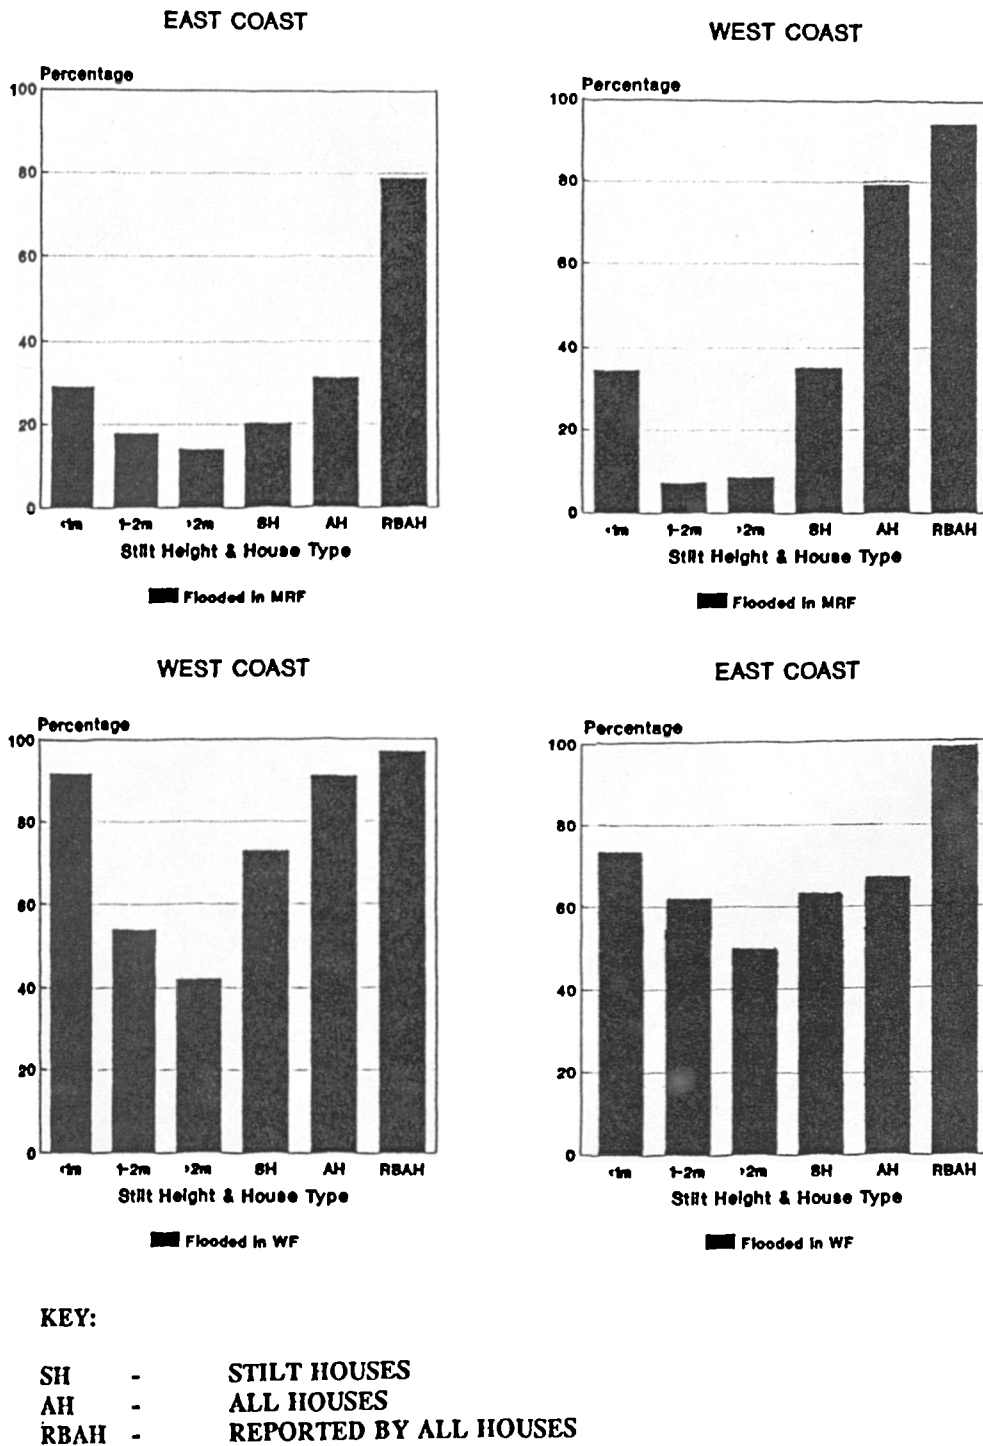 EAST COAST
Percentage
100
80
60
40
20
0
<1m 1-2m >2m SH AH RBAH
Stilt Height & House Type
Flooded in MRF
WEST COAST
Percentage
100
80
60
40
20
0
<1m 1-2m >2m SH AH RBAH
Stilt Height & House Type
Flooded in MRF
WEST COAST
Percentage
100
80
60
40
20
0
<1m 1-2m >2m SH AH RBAH
Stilt Height & House Type
Flooded in WF
EAST COAST
Percentage
100
80
60
40
20
0
<1m 1-2m >2m SH AH RBAH
Stilt Height & House Type
Flooded in WF
KEY:
SH - STILT HOUSES
AH - ALL HOUSES
RBAH - REPORTED BY ALL HOUSES